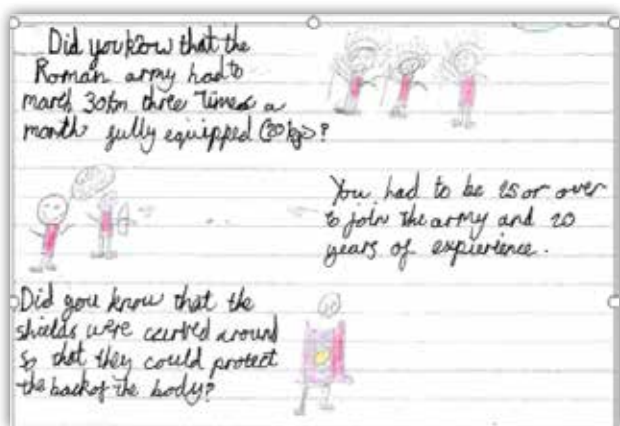 Did you know that the
Roman army had to
march 30km three times a
month fully equipped (20kgs)?
You had to be 25 or over
to join the army and 20
years of expierience.
Did you know that the
shields were curved around
so that they could protect
the back of the body?